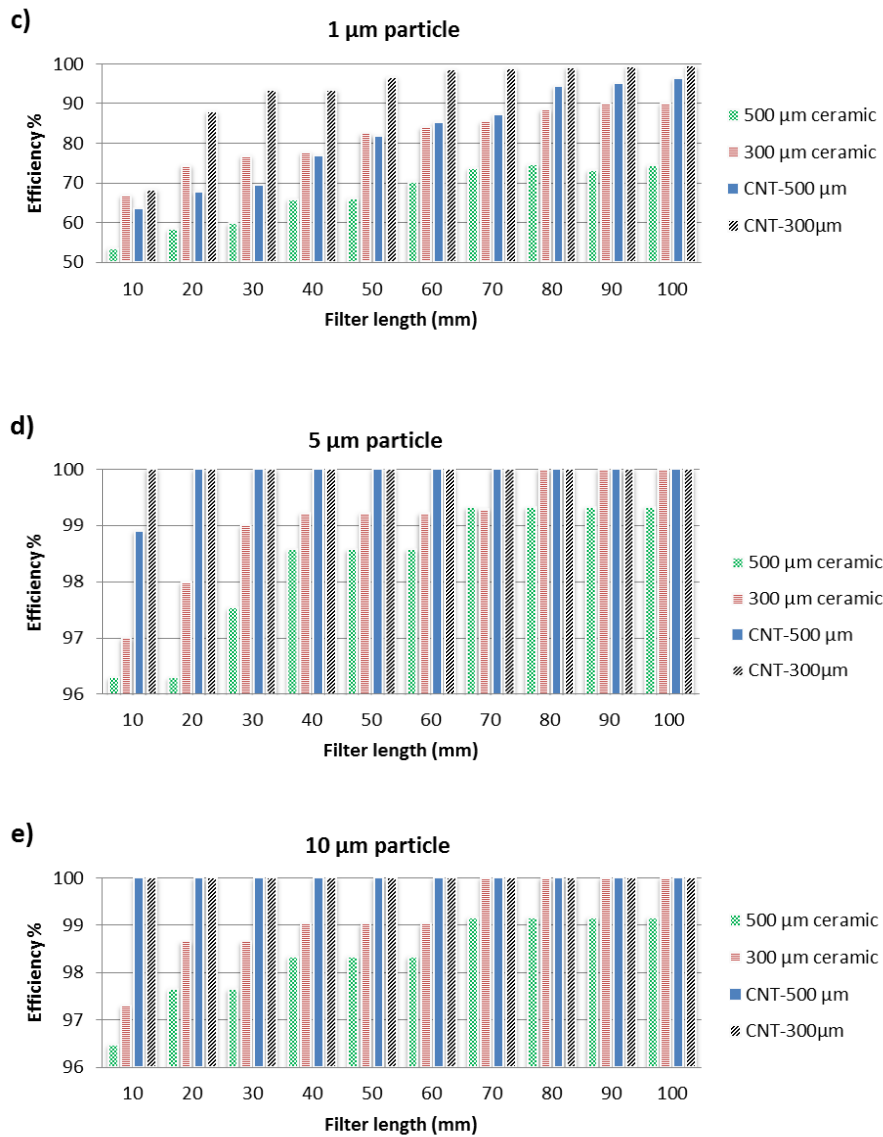 c)
1 µm particle
Efficiency %
100
90
80
70
60
50
10 20 30 40 50 60 70 80 90 100
Filter length (mm)
500 µm ceramic
300 µm ceramic
CNT-500 µm
CNT-300µm
d)
5 µm particle
Efficiency %
100
99
98
97
96
10 20 30 40 50 60 70 80 90 100
Filter length (mm)
500 µm ceramic
300 µm ceramic
CNT-500 µm
CNT-300µm
e)
10 µm particle
Efficiency %
100
99
98
97
96
10 20 30 40 50 60 70 80 90 100
Filter length (mm)
500 µm ceramic
300 µm ceramic
CNT-500 µm
CNT-300µm